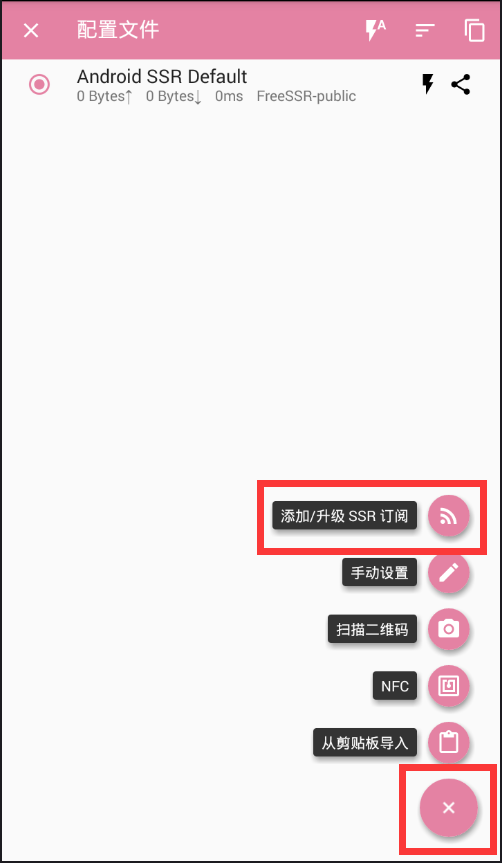 配置文件
A
Android SSR Default
0 Bytes↑ 0 Bytes↓ 0ms FreeSSR-public
添加/升级 SSR 订阅
手动设置
扫描二维码
NFC
从剪贴板导入